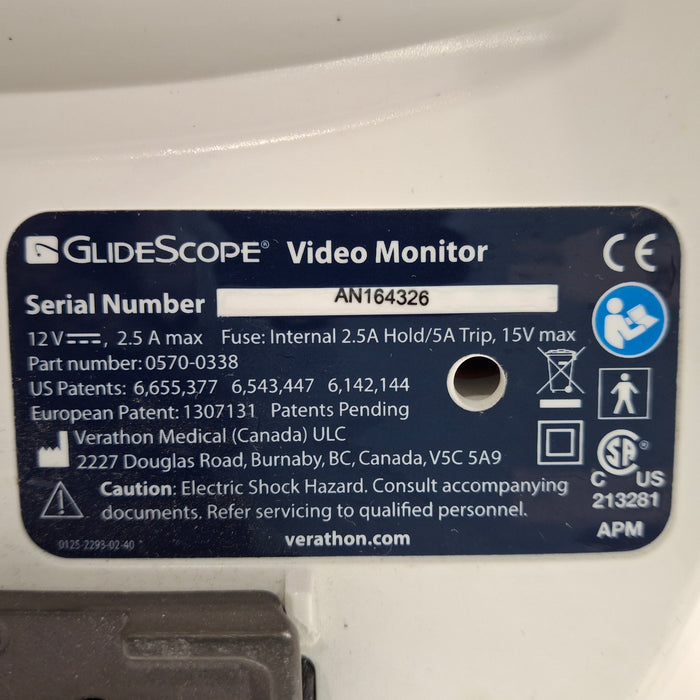 GLIDESCOPE® Video Monitor
CE
Serial Number AN164326
12 V⎓, 2.5 A max Fuse: Internal 2.5A Hold/5A Trip, 15V max
Part number: 0570-0338
US Patents: 6,655,377 6,543,447 6,142,144
European Patent: 1307131 Patents Pending
Verathon Medical (Canada) ULC
2227 Douglas Road, Burnaby, BC, Canada, V5C 5A9
Caution: Electric Shock Hazard. Consult accompanying
documents. Refer servicing to qualified personnel.
0125-2293-02-40
verathon.com
SA®
C US
213281
APM